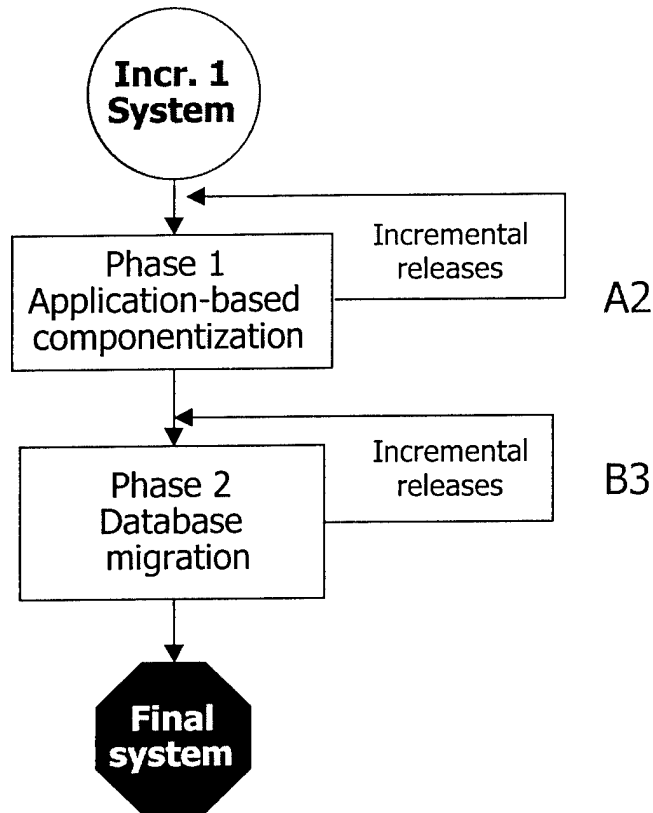 Incr. 1
System
Incremental
releases
Phase 1
Application-based
componentization
A2
Incremental
releases
Phase 2
Database
migration
B3
Final
system